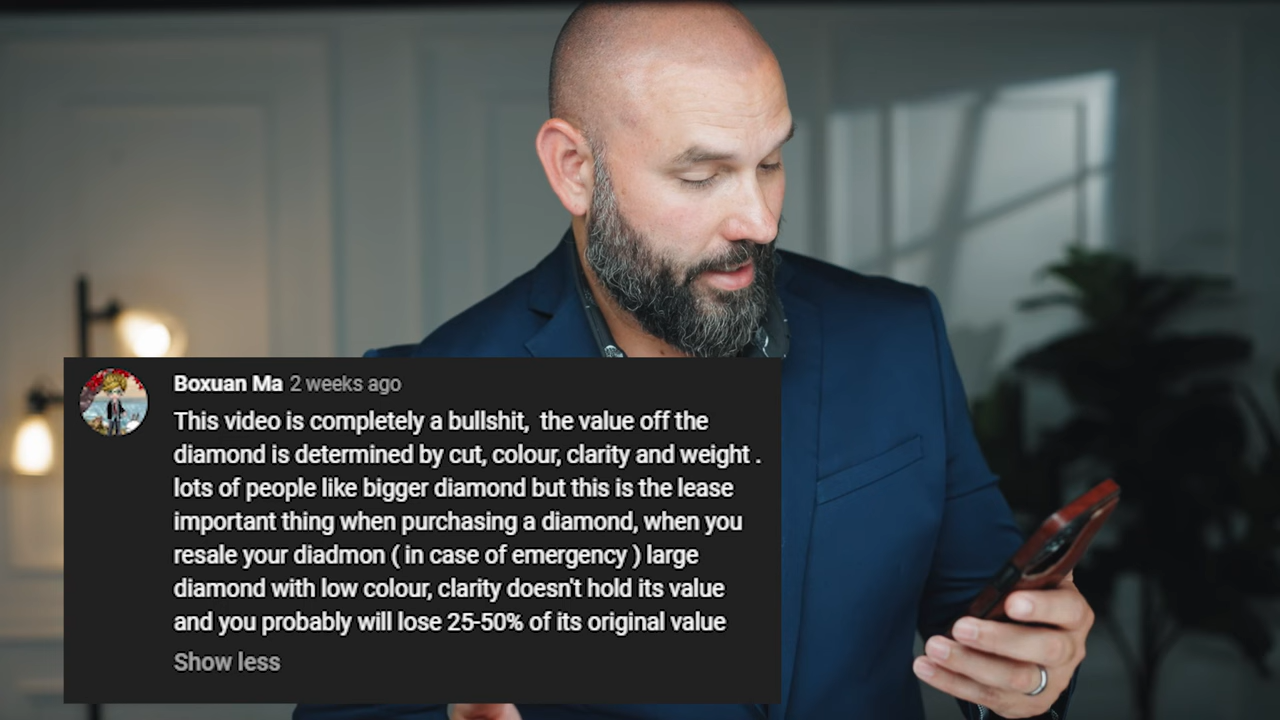 Boxuan Ma 2 weeks ago
This video is completely a bullshit,  the value off the
diamond is determined by cut, colour, clarity and weight .
lots of people like bigger diamond but this is the lease
important thing when purchasing a diamond, when you
resale your diadmon ( in case of emergency ) large
diamond with low colour, clarity doesn't hold its value
and you probably will lose 25-50% of its original value
Show less